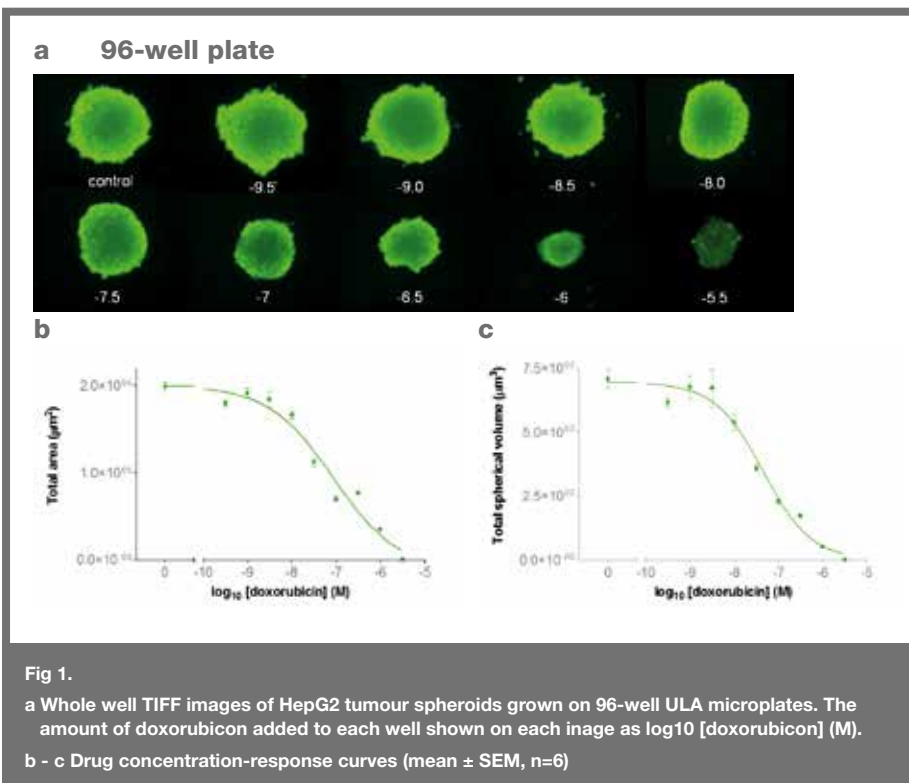 a 96-well plate
control -9.5 -9.0 -8.5 -8.0
-7.5 -7 -6.5 -6 -5.5
b
Total area (µm²)
2.0×10
1.0×10
0.0×10
0 -10 -9 -8 -7 -6 -5
log₁₀ [doxorubicin] (M)
c
Total spherical volume (µm³)
7.5×10
5.0×10
2.5×10
0.0×10
0 -10 -9 -8 -7 -6 -5
log₁₀ [doxorubicin] (M)
Fig 1.
a Whole well TIFF images of HepG2 tumour spheroids grown on 96-well ULA microplates. The
amount of doxorubicon added to each well shown on each inage as log10 [doxorubicon] (M).
b - c Drug concentration-response curves (mean ± SEM, n=6)